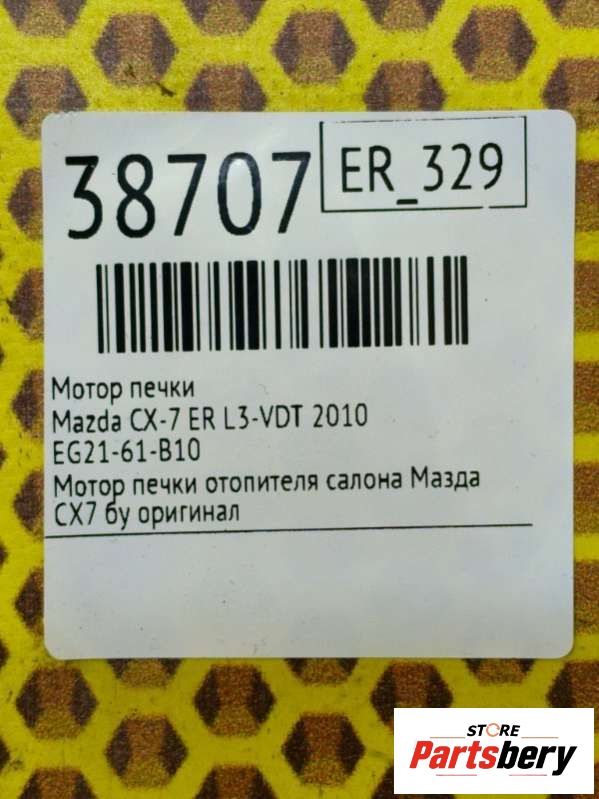 38707
ER_329
Мотор печки
Mazda CX-7 ER L3-VDT 2010
EG21-61-B10
Мотор печки отопителя салона Мазда
СХ7 бу оригинал
STORE
Partsbery